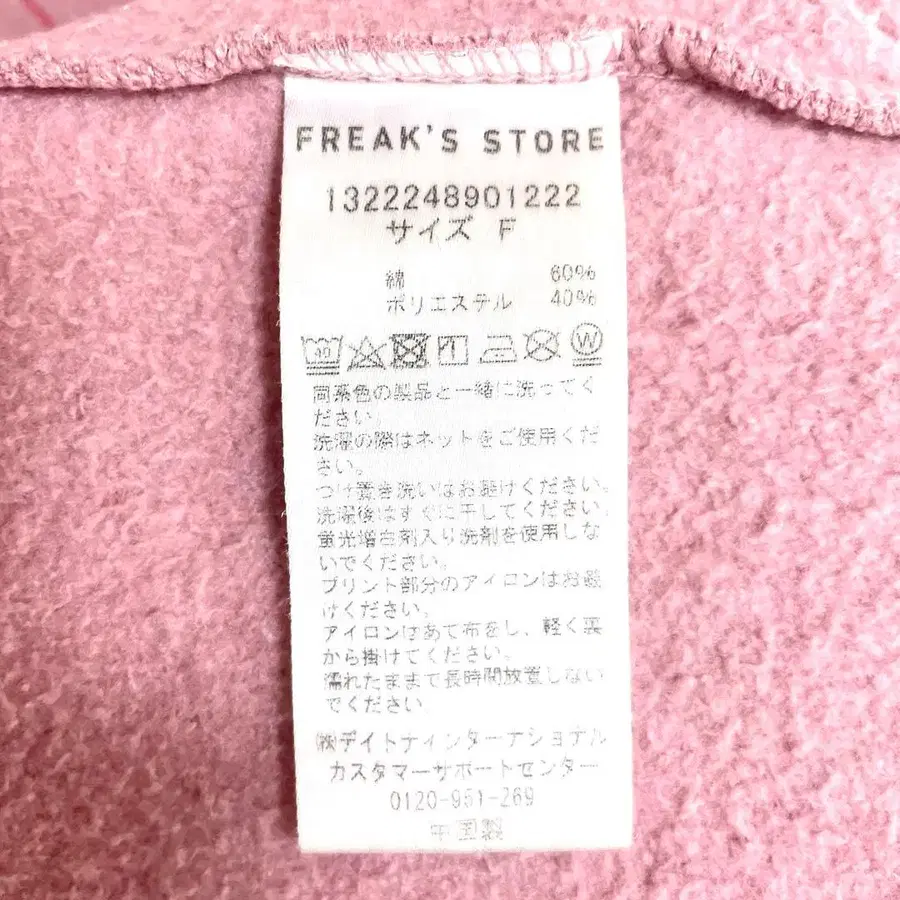 FREAK'S STORE
1322248901222
サイズ F
綿 60%
ポリエステル 40%
40
W
同系色の製品と一緒に洗ってく
ださい。
洗濯の際はネットをご使用くだ
さい。
つけ置き洗いはお避けください。
洗濯後はすぐに干してください。
蛍光増白剤入り洗剤を使用しな
いでください。
プリント部分のアイロンはお避
けください。
アイロンはあて布をし、軽く裏
から掛けてください。
濡れたままで長時間放置しない
でください。
㈱デイトナインターナショナル
カスタマーサポートセンター
0120-951-269
中国製